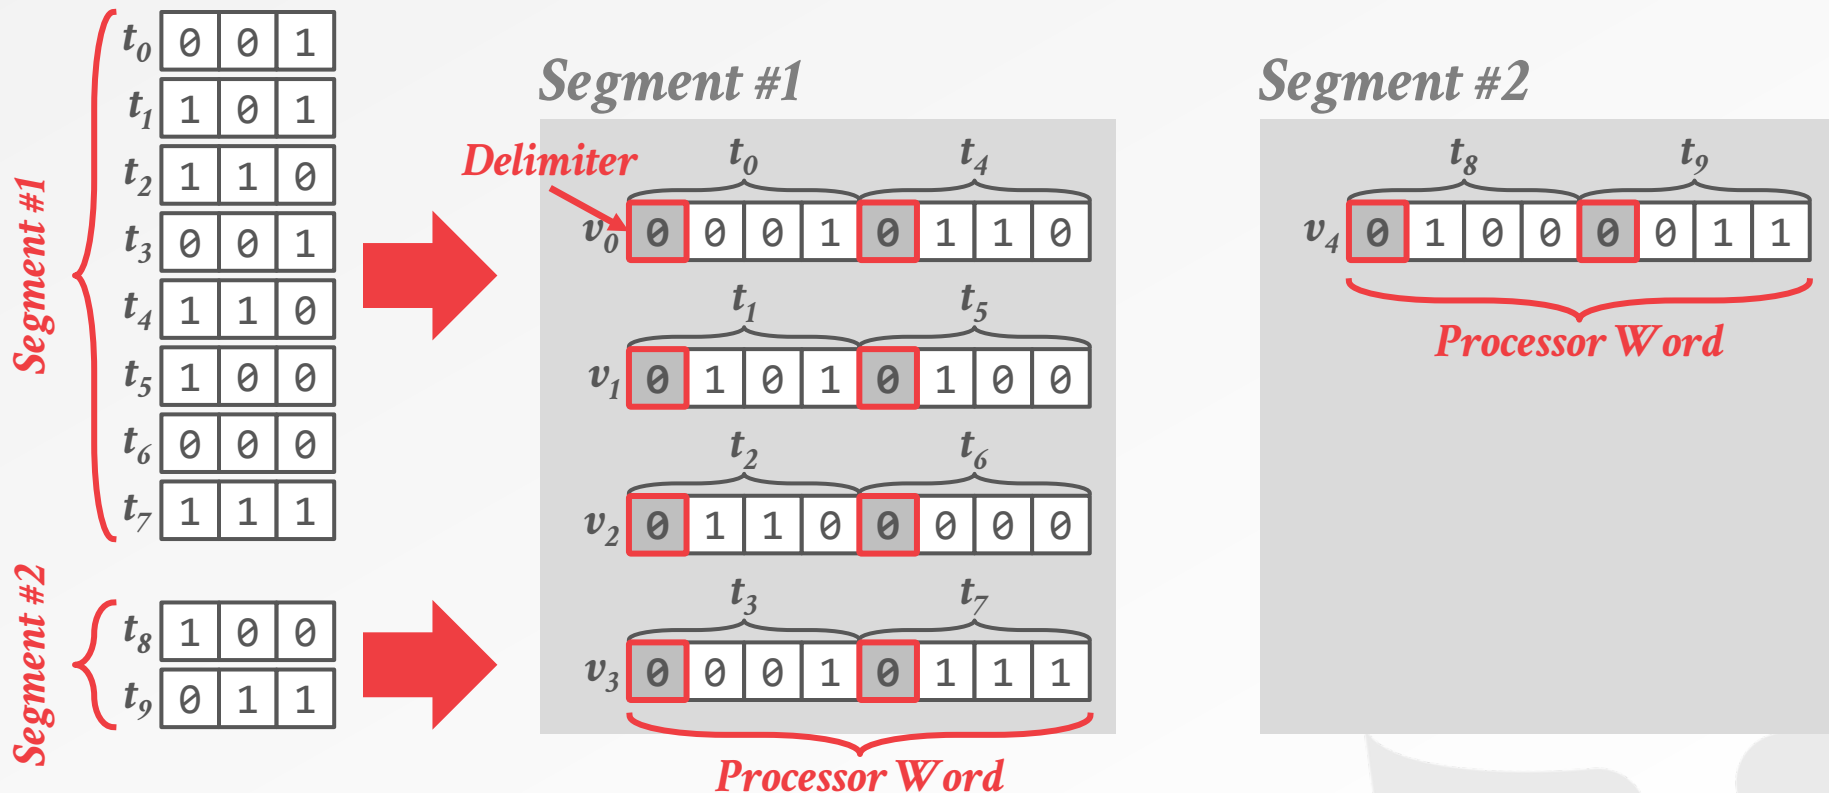 Segment #1
t0 0 0 1
t1 1 0 1
t2 1 1 0
t3 0 0 1
t4 1 1 0
t5 1 0 0
t6 0 0 0
t7 1 1 1
Segment #2
t8 1 0 0
t9 0 1 1
Segment #1
Delimiter
t0 t4
v0 0 0 0 1 0 1 1 0
t1 t5
v1 0 1 0 1 0 1 0 0
t2 t6
v2 0 1 1 0 0 0 0 0
t3 t7
v3 0 0 0 1 0 1 1 1
Processor Word
Segment #2
t8 t9
v4 0 1 0 0 0 0 1 1
Processor Word